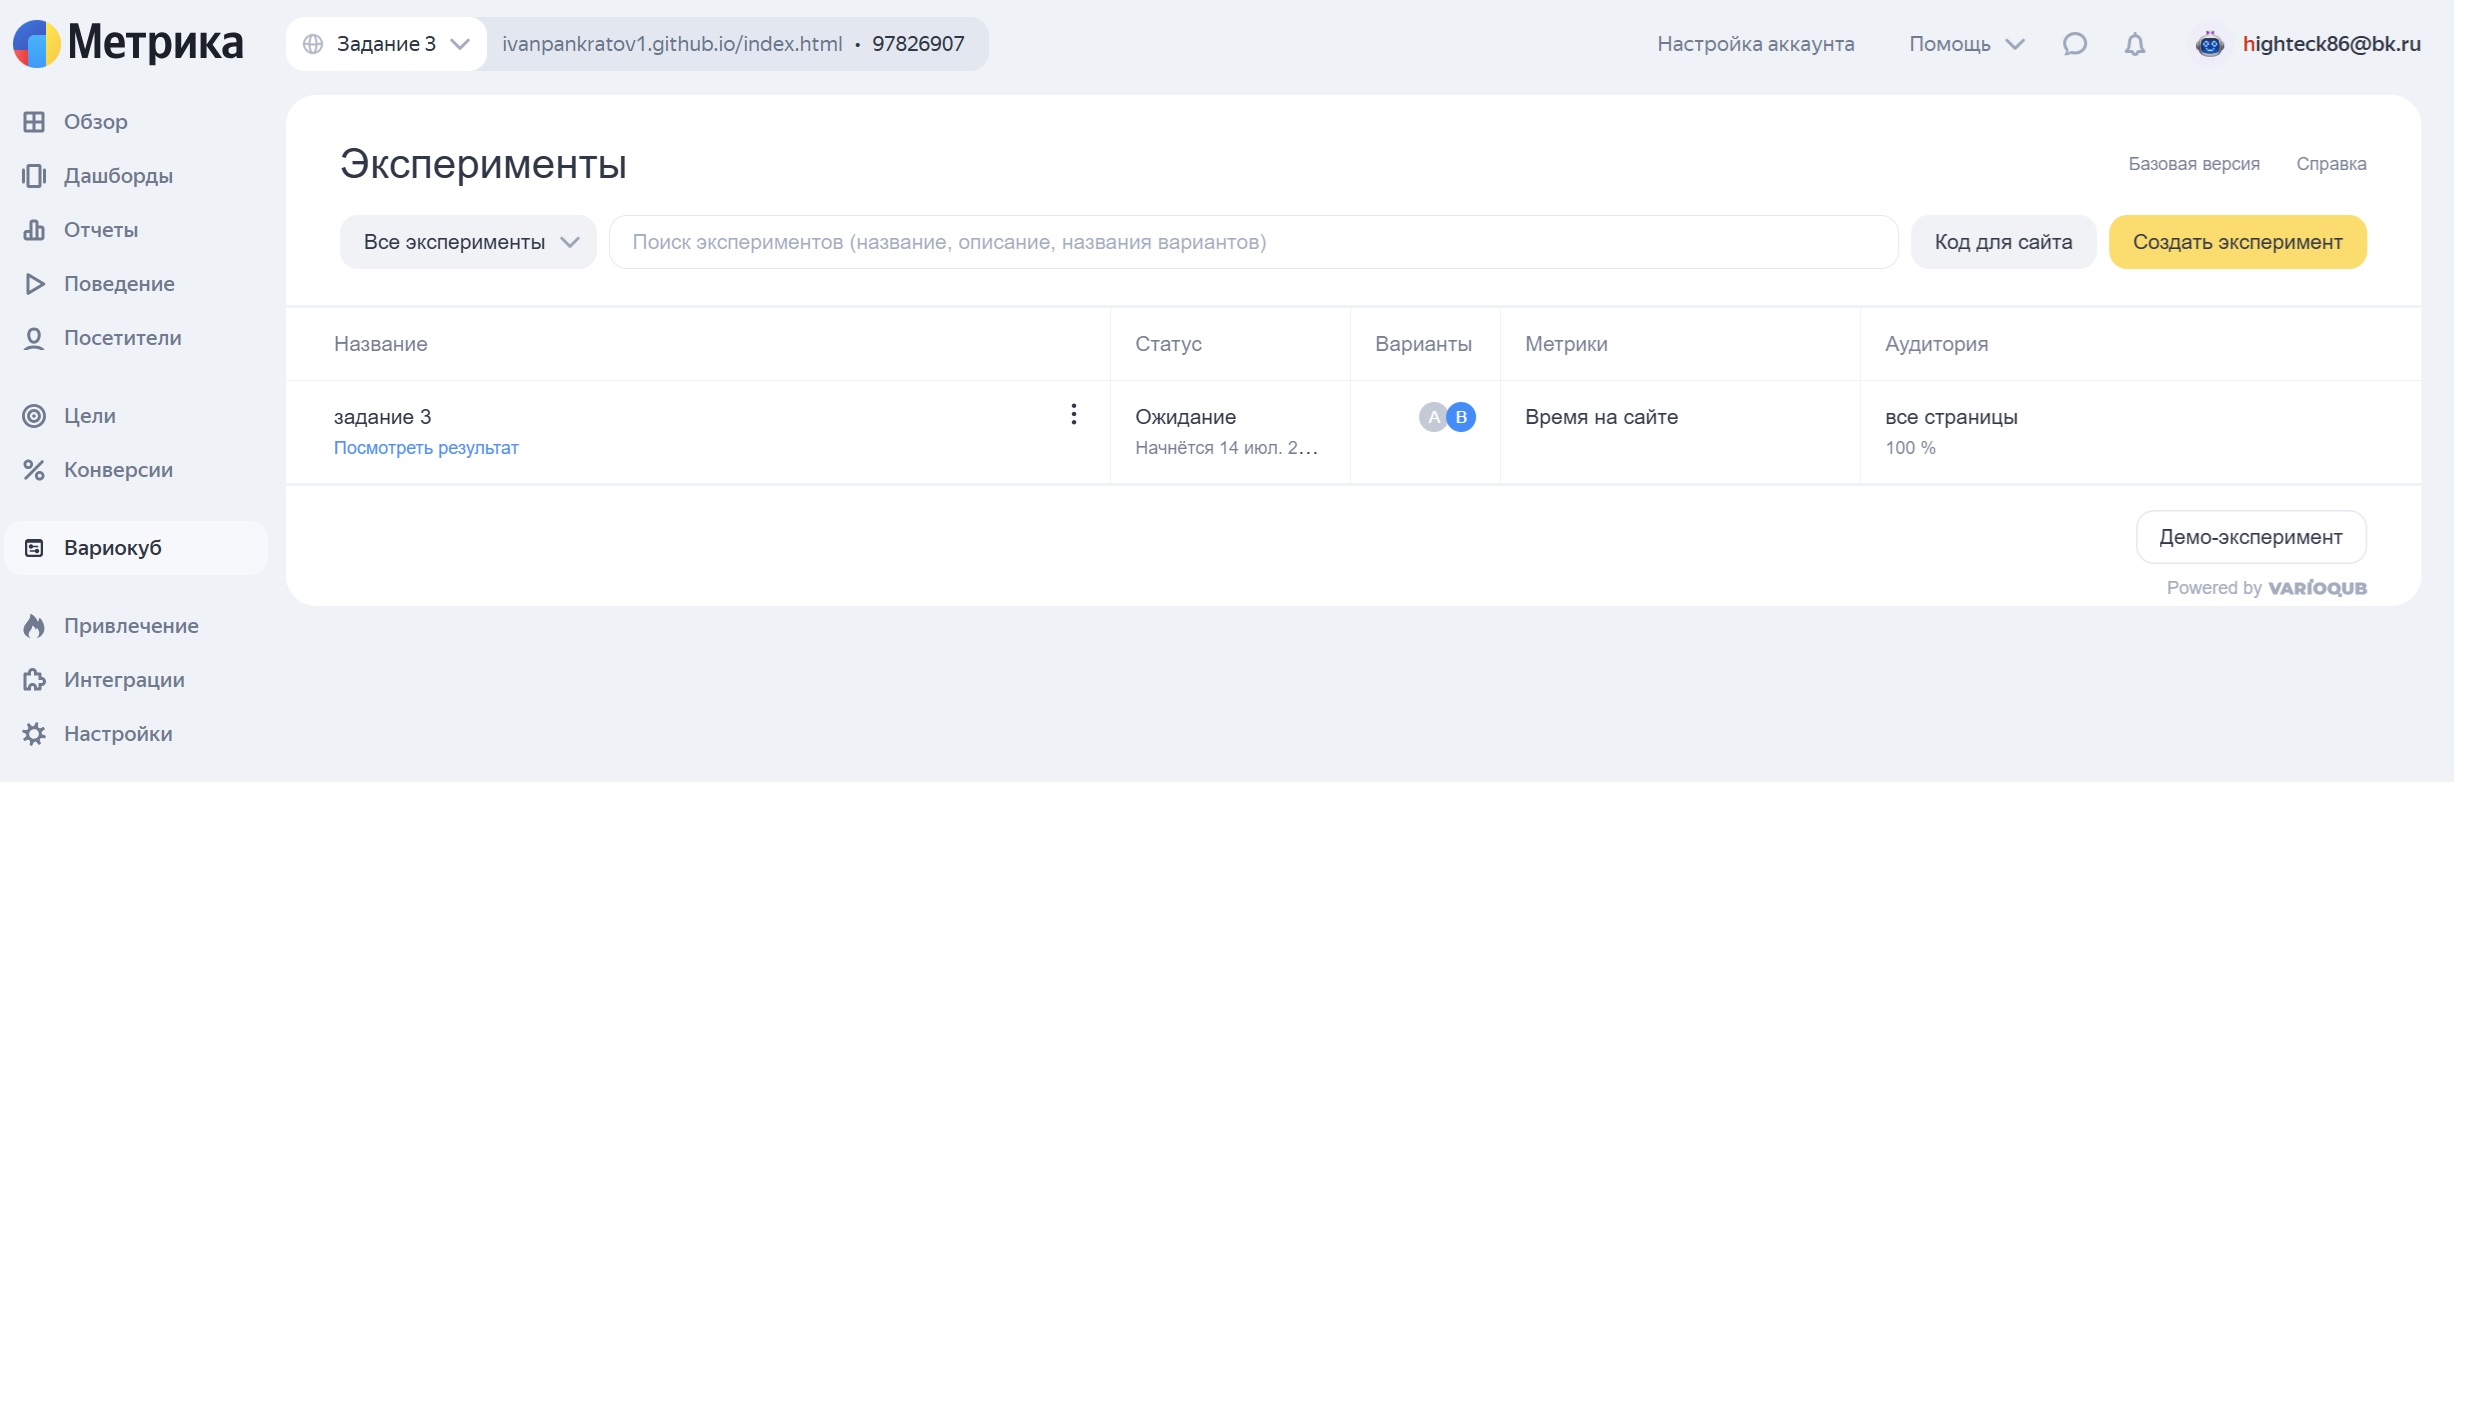 Метрика
Задание 3
ivanpankratov1.github.io/index.html • 97826907
Настройка аккаунта
Помощь
highteck86@bk.ru
Обзор
Дашборды
Отчеты
Поведение
Посетители
Цели
Конверсии
Вариокуб
Привлечение
Интеграции
Настройки
Эксперименты
Базовая версия
Справка
Все эксперименты
Поиск экспериментов (название, описание, названия вариантов)
Код для сайта
Создать эксперимент
Название
Статус
Варианты
Метрики
Аудитория
задание 3
Ожидание
A B
Время на сайте
все страницы
Посмотреть результат
Начнётся 14 июл. 2...
100 %
Демо-эксперимент
Powered by VARIOQUB